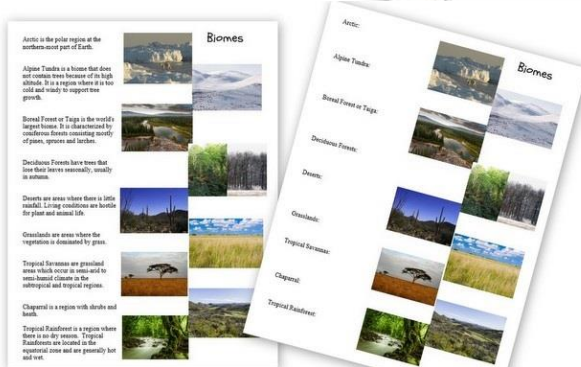 Biomes
Arctic is the polar region at the
northern-most part of Earth.
Alpine Tundra is a biome that does
not contain trees because of its high
altitude. It is a region where it is too
cold and windy to support tree
growth.
Boreal Forest or Taiga is the world's
largest biome. It is characterized by
coniferous forests consisting mostly
of pines, spruces and larches.
Deciduous Forests have trees that
lose their leaves seasonally, usually
in autumn.
Deserts are areas where there is little
rainfall. Living conditions are hostile
for plant and animal life.
Grasslands are areas where the
vegetation is dominated by grass.
Tropical Savannas are grassland
areas which occur in semi-arid to
semi-humid climate in the
subtropical and tropical regions.
Chaparral is a region with shrubs and
heath.
Tropical Rainforest is a region where
there is no dry season. Tropical
Rainforests are located in the
equatorial zone and are generally hot
and wet.
Biomes
Arctic:
Alpine Tundra:
Boreal Forest or Taiga:
Deciduous Forests:
Deserts:
Grasslands:
Tropical Savannas:
Chaparral:
Tropical Rainforest: